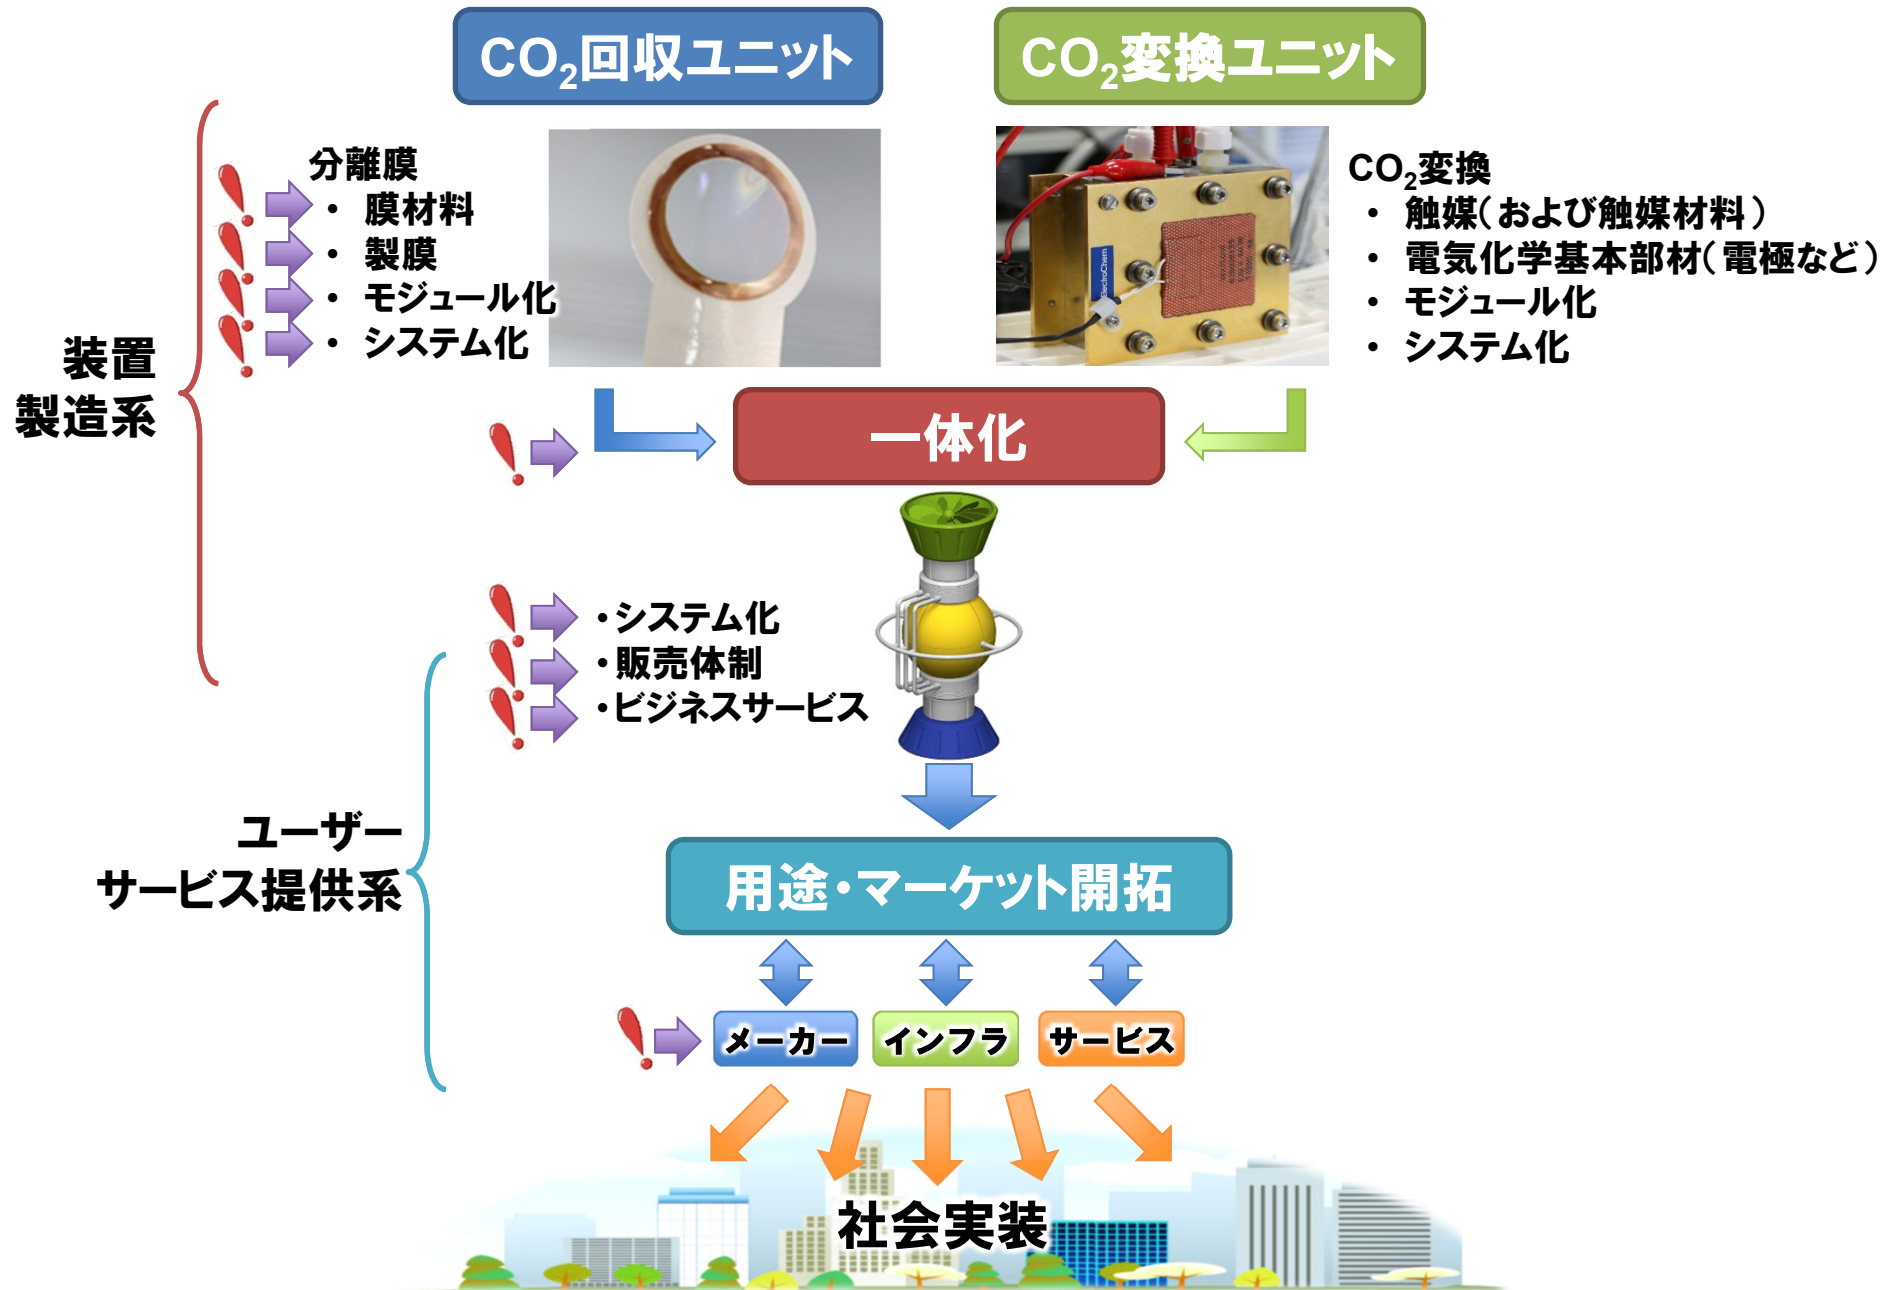 CO₂回収ユニット
CO₂変換ユニット
分離膜
・ 膜材料
・ 製膜
・ モジュール化
・ システム化
ElectroChem
CO₂変換
・ 触媒（および触媒材料）
・ 電気化学基本部材（電極など）
・ モジュール化
・ システム化
装置
製造系
一体化
・システム化
・販売体制
・ビジネスサービス
ユーザー
サービス提供系
用途・マーケット開拓
メーカー
インフラ
サービス
社会実装